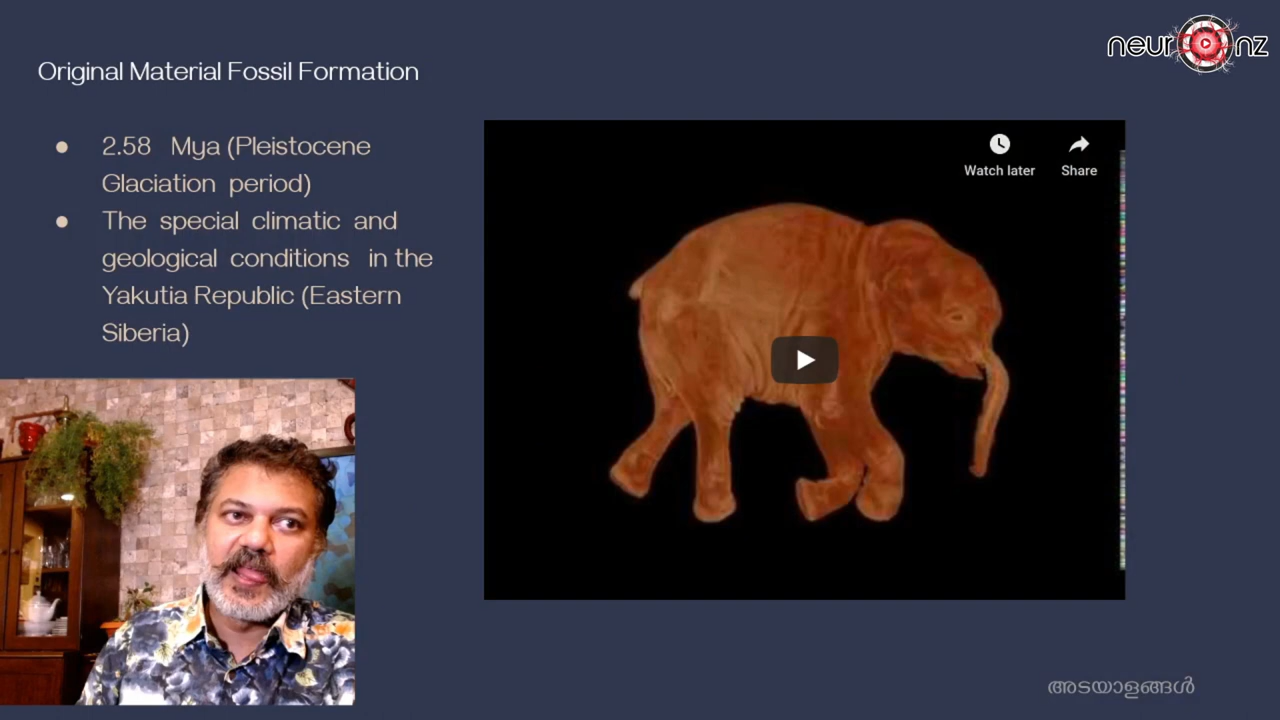 neuronz
Original Material Fossil Formation
● 2.58 Mya (Pleistocene
Glaciation period)
● The special climatic and
geological conditions in the
Yakutia Republic (Eastern
Siberia)
Watch later Share
അടയാളങ്ങൾ